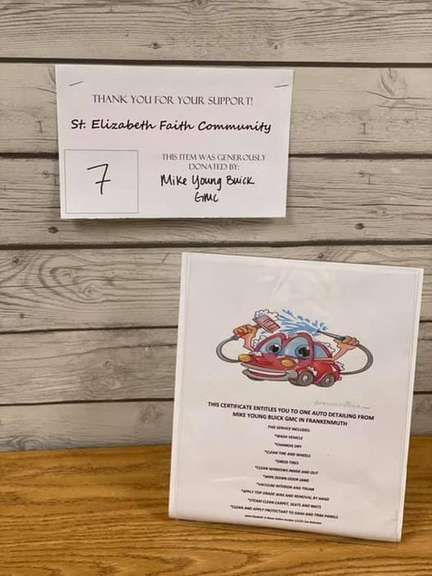 THANK YOU FOR YOUR SUPPORT!
St. Elizabeth Faith Community
7
THIS ITEM WAS GENEROUSLY
DONATED BY:
Mike Young Buick
GMC
THIS CERTIFICATE ENTITLES YOU TO ONE AUTO DETAILING FROM
MIKE YOUNG BUICK GMC IN FRANKENMUTH
THIS SERVICE INCLUDES:
*WASH VEHICLE
*CHAMOIS DRY
*CLEAN TIRE AND WHEELS
*DRESS TIRES
*CLEAN WINDOWS INSIDE AND OUT
*WIPE DOWN DOOR JAMS
*VACUUM INTERIOR AND TRUNK
*APPLY TOP GRADE WAX AND REMOVAL BY HAND
*STEAM CLEAN CARPET, SEATS AND MATS
*CLEAN AND APPLY PROTECTANT TO DASH AND TRIM PANELS